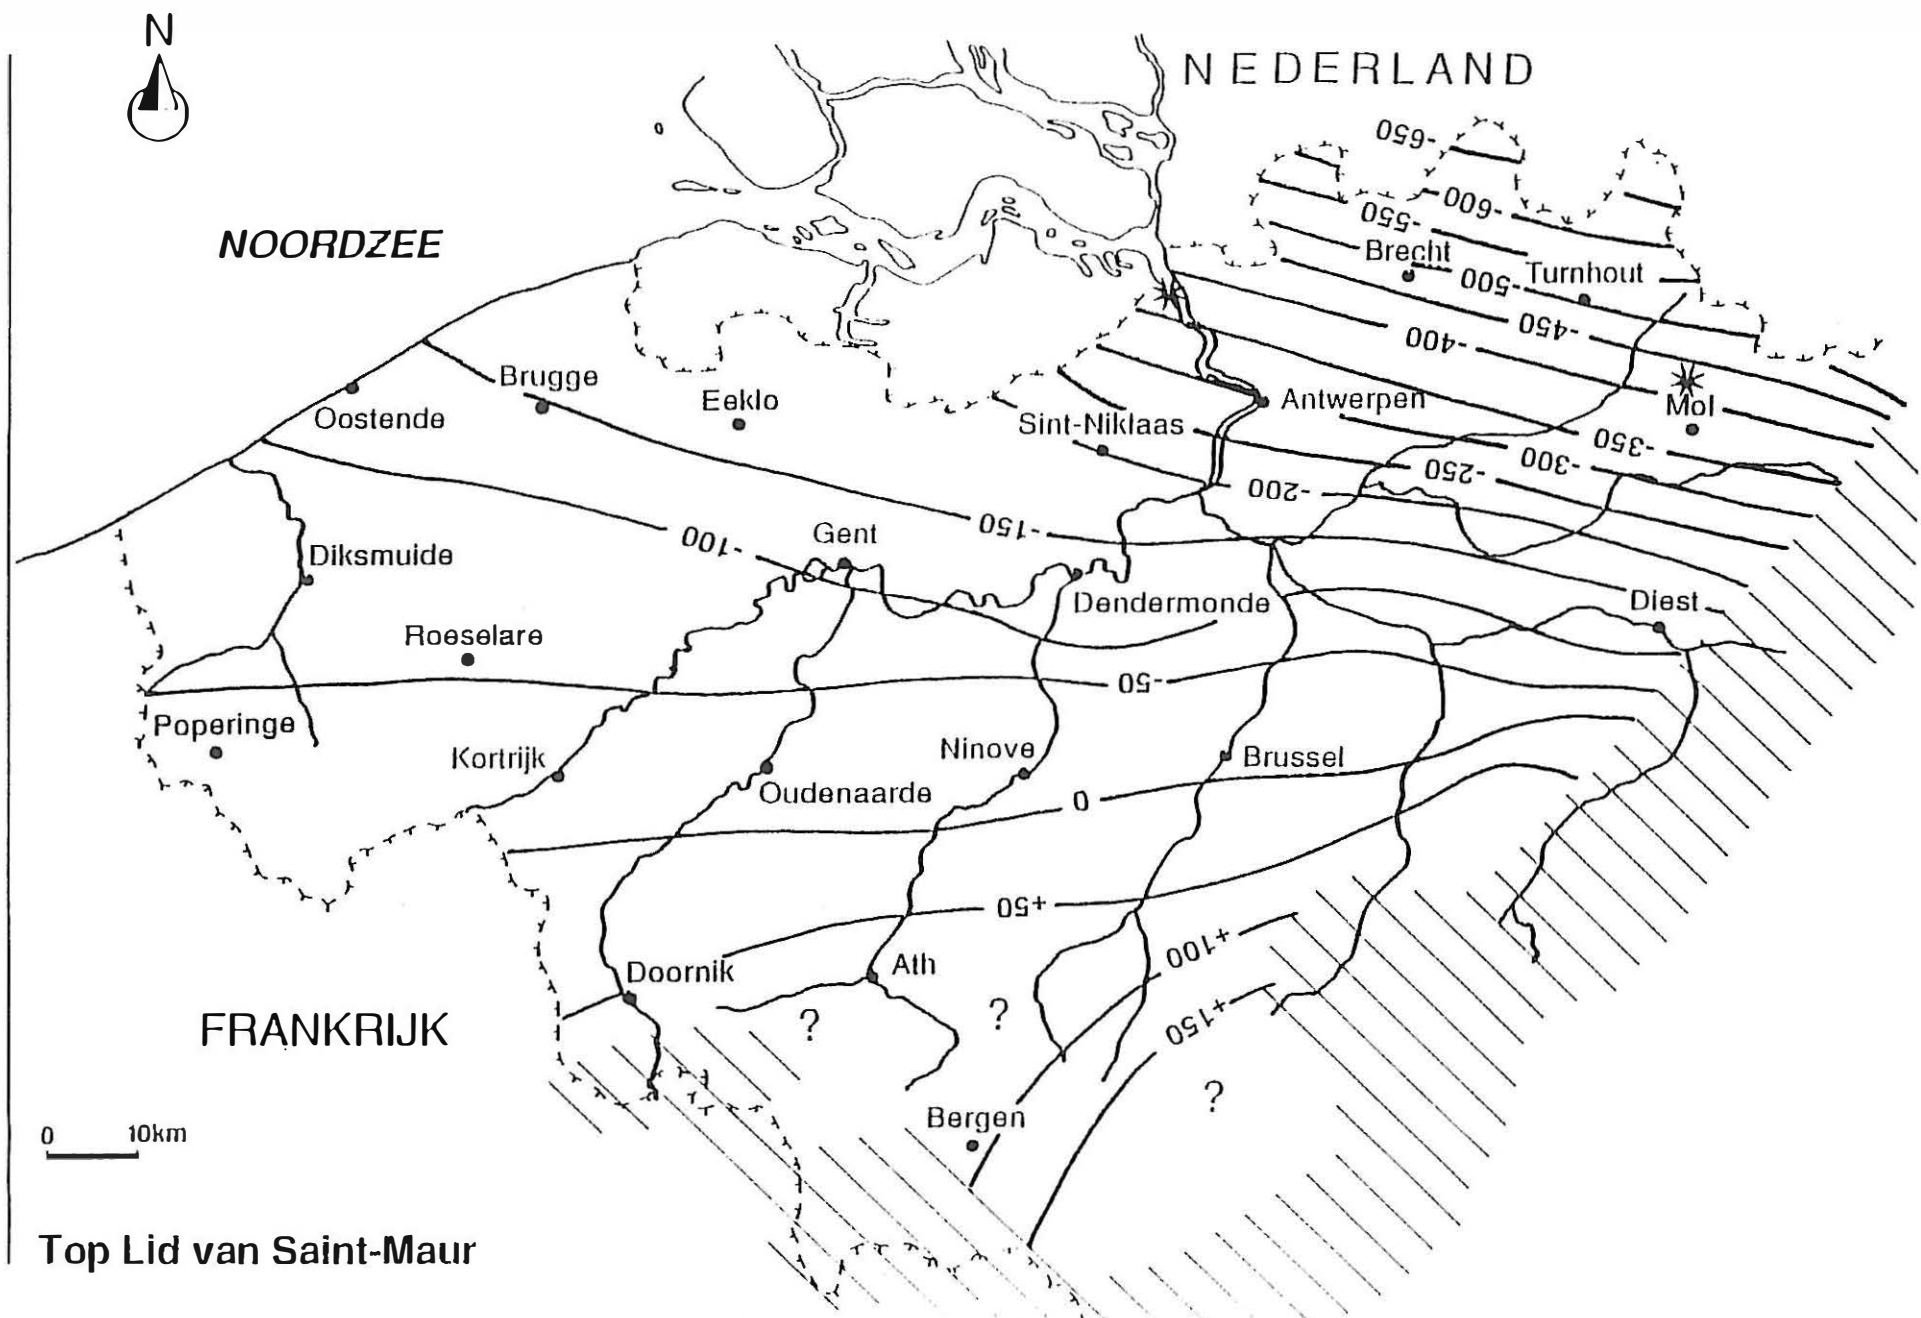 N
NEDERLAND
-650
-600
-550
NOORDZEE
Brecht
Turnhout
-500
-450
-400
Brugge
Eeklo
Antwerpen
Mol
Oostende
Sint-Niklaas
-350
-300
-250
-200
-150
Gent
-100
Diksmuide
Dendermonde
Diest
Roeselare
-50
Poperinge
Kortrijk
Ninove
Brussel
Oudenaarde
0
+50
+100
Ath
Doornik
?
?
+150
FRANKRIJK
?
Bergen
0 10km
Top Lid van Saint-Maur